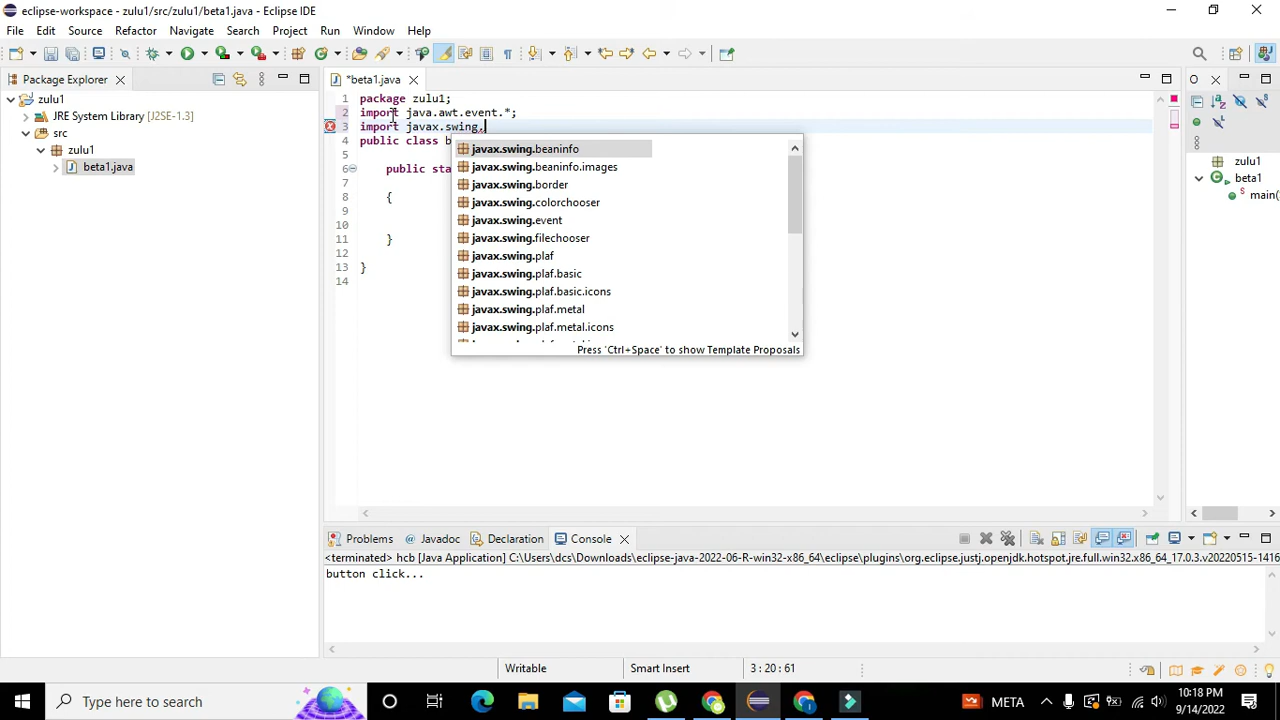 eclipse-workspace - zulu1/beta1.java - Eclipse IDE
File Edit Source Refactor Navigate Search Project Run Window Help
Package Explorer
*beta1.java
O
zulu1
JRE System Library [J2SE-1.3]
src
zulu1
beta1.java
1 package zulu1;
2 import java.awt.event.*;
3 import javax.swing.
4 public class b
5
6 public sta
7
8 {
9
10
11 }
12
13 }
14
javax.swing.beaninfo
javax.swing.beaninfo.images
javax.swing.border
javax.swing.colorchooser
javax.swing.event
javax.swing.filechooser
javax.swing.plaf
javax.swing.plaf.basic
javax.swing.plaf.basic.icons
javax.swing.plaf.metal
javax.swing.plaf.metal.icons
Press 'Ctrl+Space' to show Template Proposals
zulu1
beta1
S main(
Problems Javadoc Declaration Console
<terminated> hcb [Java Application] C:\Users\dcs\Downloads\eclipse-java-2022-06-R-win32-x86_64\eclipse\plugins\org.eclipse.justj.openjdk.hotspot.jre.full.win32.x86_64_17.0.3.v20220515-1416
button click...
Writable Smart Insert 3 : 20 : 61
Type here to search
META
10:18 PM
9/14/2022